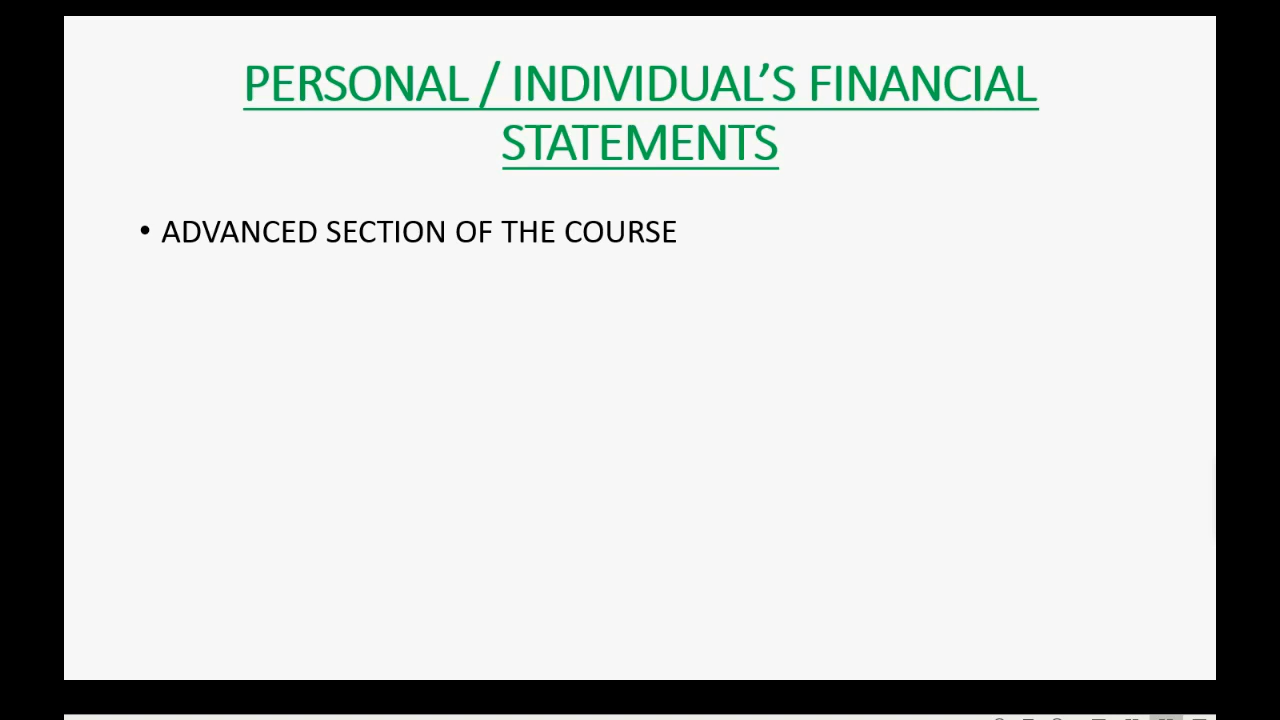 PERSONAL / INDIVIDUAL’S FINANCIAL
STATEMENTS
• ADVANCED SECTION OF THE COURSE